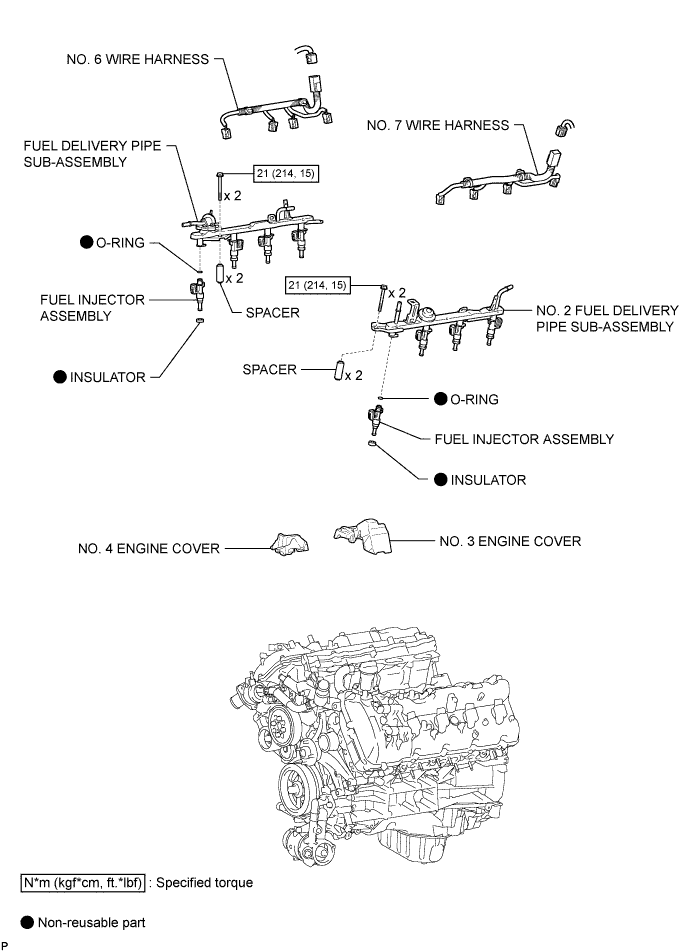 NO. 6 WIRE HARNESS
NO. 7 WIRE HARNESS
FUEL DELIVERY PIPE
SUB-ASSEMBLY
21 (214, 15)
x 2
O-RING
x 2
FUEL INJECTOR
ASSEMBLY
SPACER
21 (214, 15)
x 2
NO. 2 FUEL DELIVERY
PIPE SUB-ASSEMBLY
INSULATOR
SPACER
x 2
O-RING
FUEL INJECTOR ASSEMBLY
INSULATOR
NO. 4 ENGINE COVER
NO. 3 ENGINE COVER
N*m (kgf*cm, ft.*lbf) : Specified torque
Non-reusable part
P